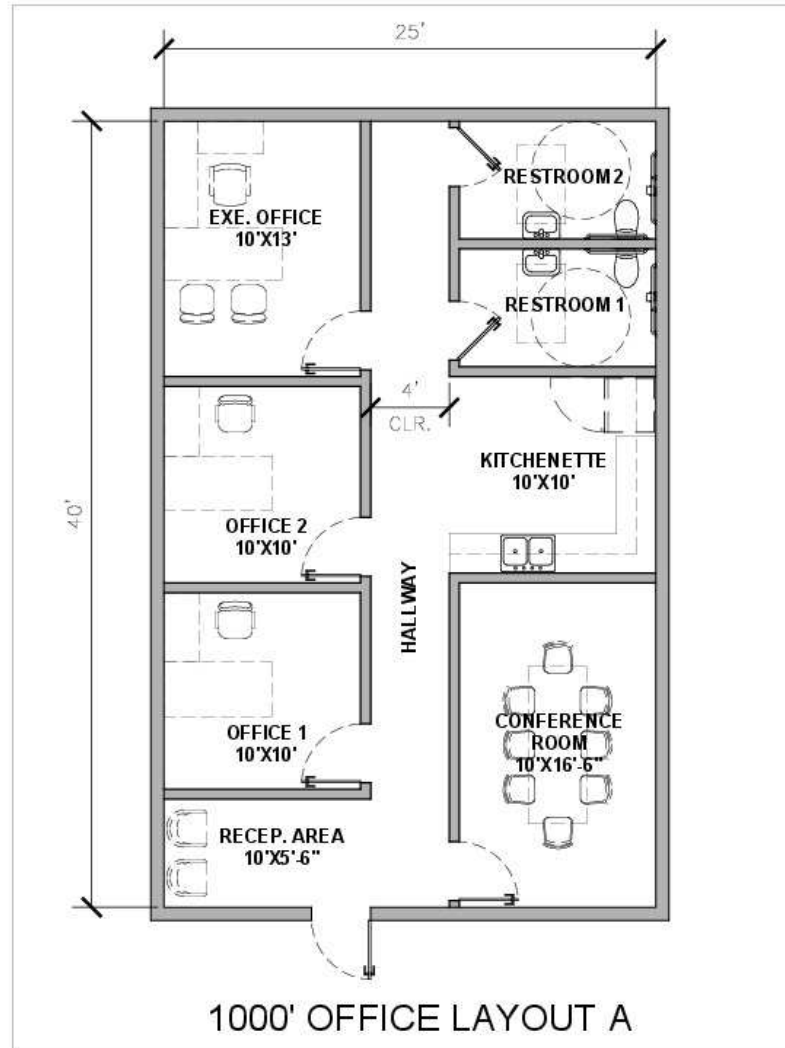 25'
RESTROOM 2
EXE. OFFICE
10'X13'
RESTROOM 1
4'
CLR.
KITCHENETTE
10'X10'
40'
OFFICE 2
10'X10'
HALLWAY
OFFICE 1
10'X10'
CONFERENCE
ROOM
10'X16'-6"
RECEP. AREA
10'X5'-6"
1000' OFFICE LAYOUT A